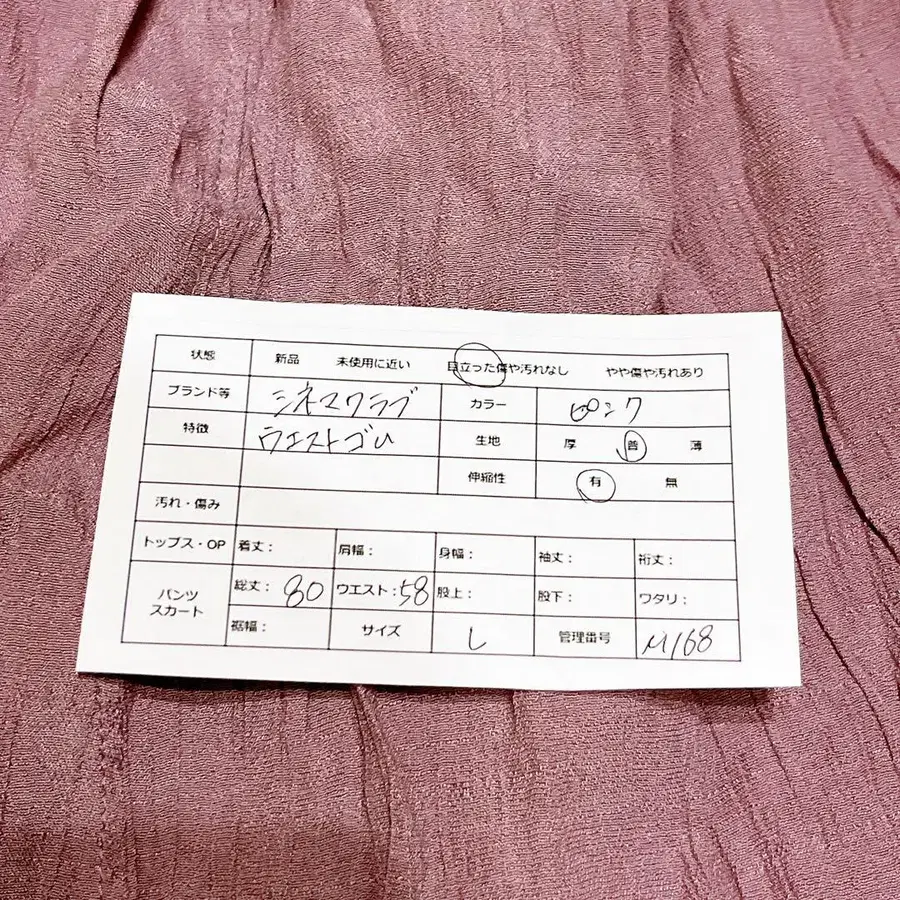 状態 新品 未使用に近い 目立った傷や汚れなし やや傷や汚れあり
ブランド等 シネマクラブ カラー ピンク
特徴 ウエストゴム 生地 厚 普 薄
伸縮性 有 無
汚れ・傷み
トップス・OP 着丈: 肩幅: 身幅: 袖丈: 裄丈:
パンツ スカート 総丈: 80 ウエスト: 58 股上: 股下: ワタリ:
裾幅: サイズ L 管理番号 M168